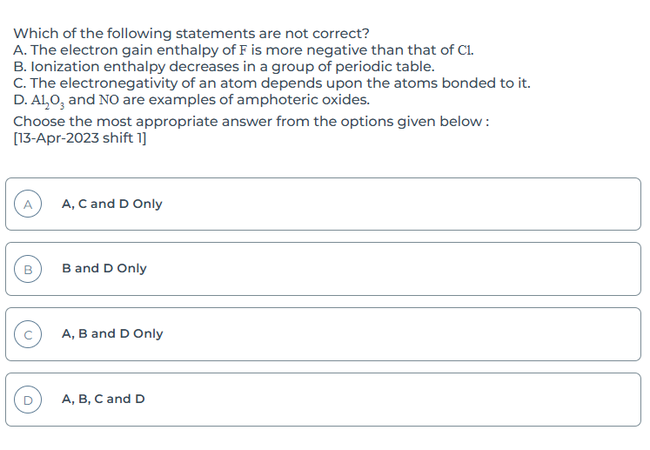 Which of the following statements are not correct?
A. The electron gain enthalpy of F is more negative than that of Cl.
B. Ionization enthalpy decreases in a group of periodic table.
C. The electronegativity of an atom depends upon the atoms bonded to it.
D. Al₂O₃ and NO are examples of amphoteric oxides.
Choose the most appropriate answer from the options given below :
[13-Apr-2023 shift 1]
A A, C and D Only
B B and D Only
C A, B and D Only
D A, B, C and D